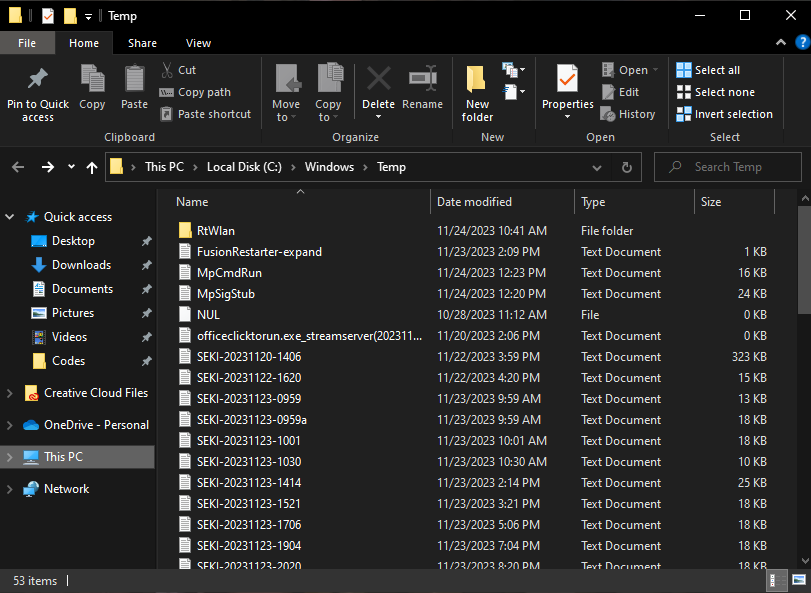 Temp
File Home Share View
Pin to Quick access
Copy
Paste
Cut
Copy path
Paste shortcut
Clipboard
Move to
Copy to
Delete
Rename
Organize
New folder
New
Properties
Open
Edit
History
Open
Select all
Select none
Invert selection
Select
This PC > Local Disk (C:) > Windows > Temp
Search Temp
Quick access
Desktop
Downloads
Documents
Pictures
Videos
Codes
Creative Cloud Files
OneDrive - Personal
This PC
Network
Name Date modified Type Size
RtWlan 11/24/2023 10:41 AM File folder
FusionRestarter-expand 11/23/2023 2:09 PM Text Document 1 KB
MpCmdRun 11/24/2023 12:23 PM Text Document 16 KB
MpSigStub 11/24/2023 12:20 PM Text Document 24 KB
NUL 10/28/2023 11:12 AM File 0 KB
officeclicktorun.exe_streamserver(202311... 11/20/2023 2:06 PM Text Document 0 KB
SEKI-20231120-1406 11/22/2023 3:59 PM Text Document 323 KB
SEKI-20231122-1620 11/22/2023 4:20 PM Text Document 15 KB
SEKI-20231123-0959 11/23/2023 9:59 AM Text Document 13 KB
SEKI-20231123-0959a 11/23/2023 9:59 AM Text Document 18 KB
SEKI-20231123-1001 11/23/2023 10:01 AM Text Document 18 KB
SEKI-20231123-1030 11/23/2023 10:30 AM Text Document 10 KB
SEKI-20231123-1414 11/23/2023 2:14 PM Text Document 25 KB
SEKI-20231123-1521 11/23/2023 3:21 PM Text Document 18 KB
SEKI-20231123-1706 11/23/2023 5:06 PM Text Document 18 KB
SEKI-20231123-1904 11/23/2023 7:04 PM Text Document 18 KB
SEKI-20231123-2020 11/23/2023 8:20 PM Text Document 18 KB
53 items